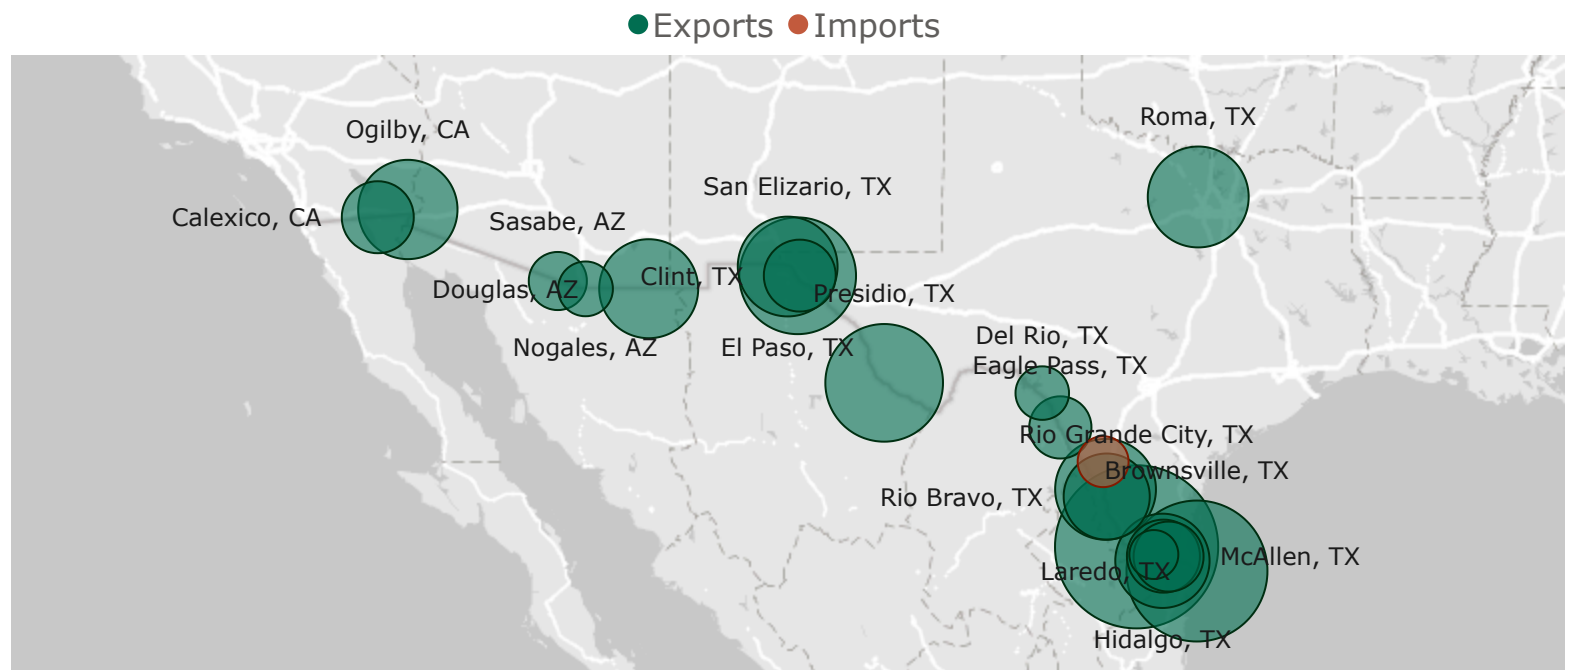 Exports Imports
Roma, TX
Ogilby, CA
San Elizario, TX
Calexico, CA
Sasabe, AZ
Clint, TX
Douglas, AZ
Presidio, TX
Del Rio, TX
Nogales, AZ
El Paso, TX
Eagle Pass, TX
Rio Grande City, TX
Brownsville, TX
Rio Bravo, TX
McAllen, TX
Laredo, TX
Hidalgo, TX